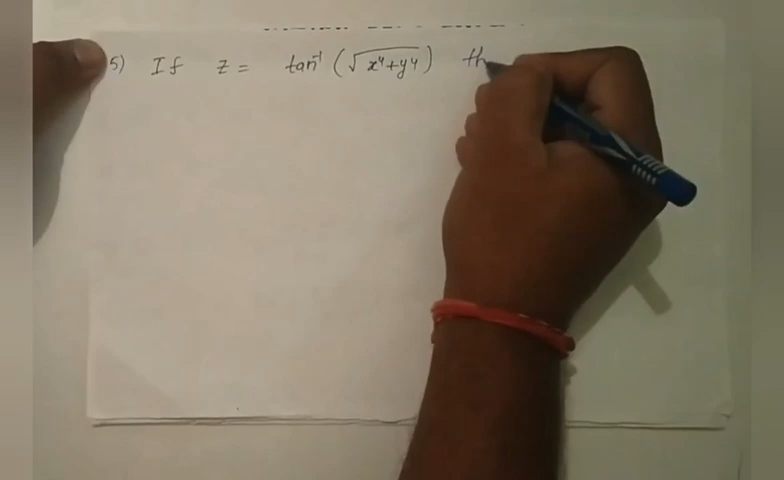 5) If z = tan⁻¹ (√x⁴+y⁴) th